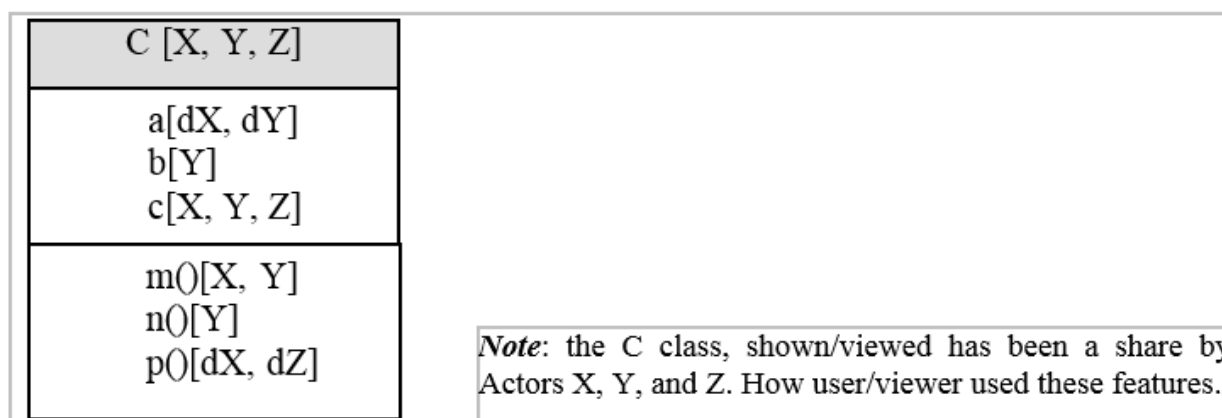 C [X, Y, Z]
a[dX, dY]
b[Y]
c[X, Y, Z]
m()[X, Y]
n()[Y]
p()[dX, dZ]
Note: the C class, shown/viewed has been a share by
Actors X, Y, and Z. How user/viewer used these features.